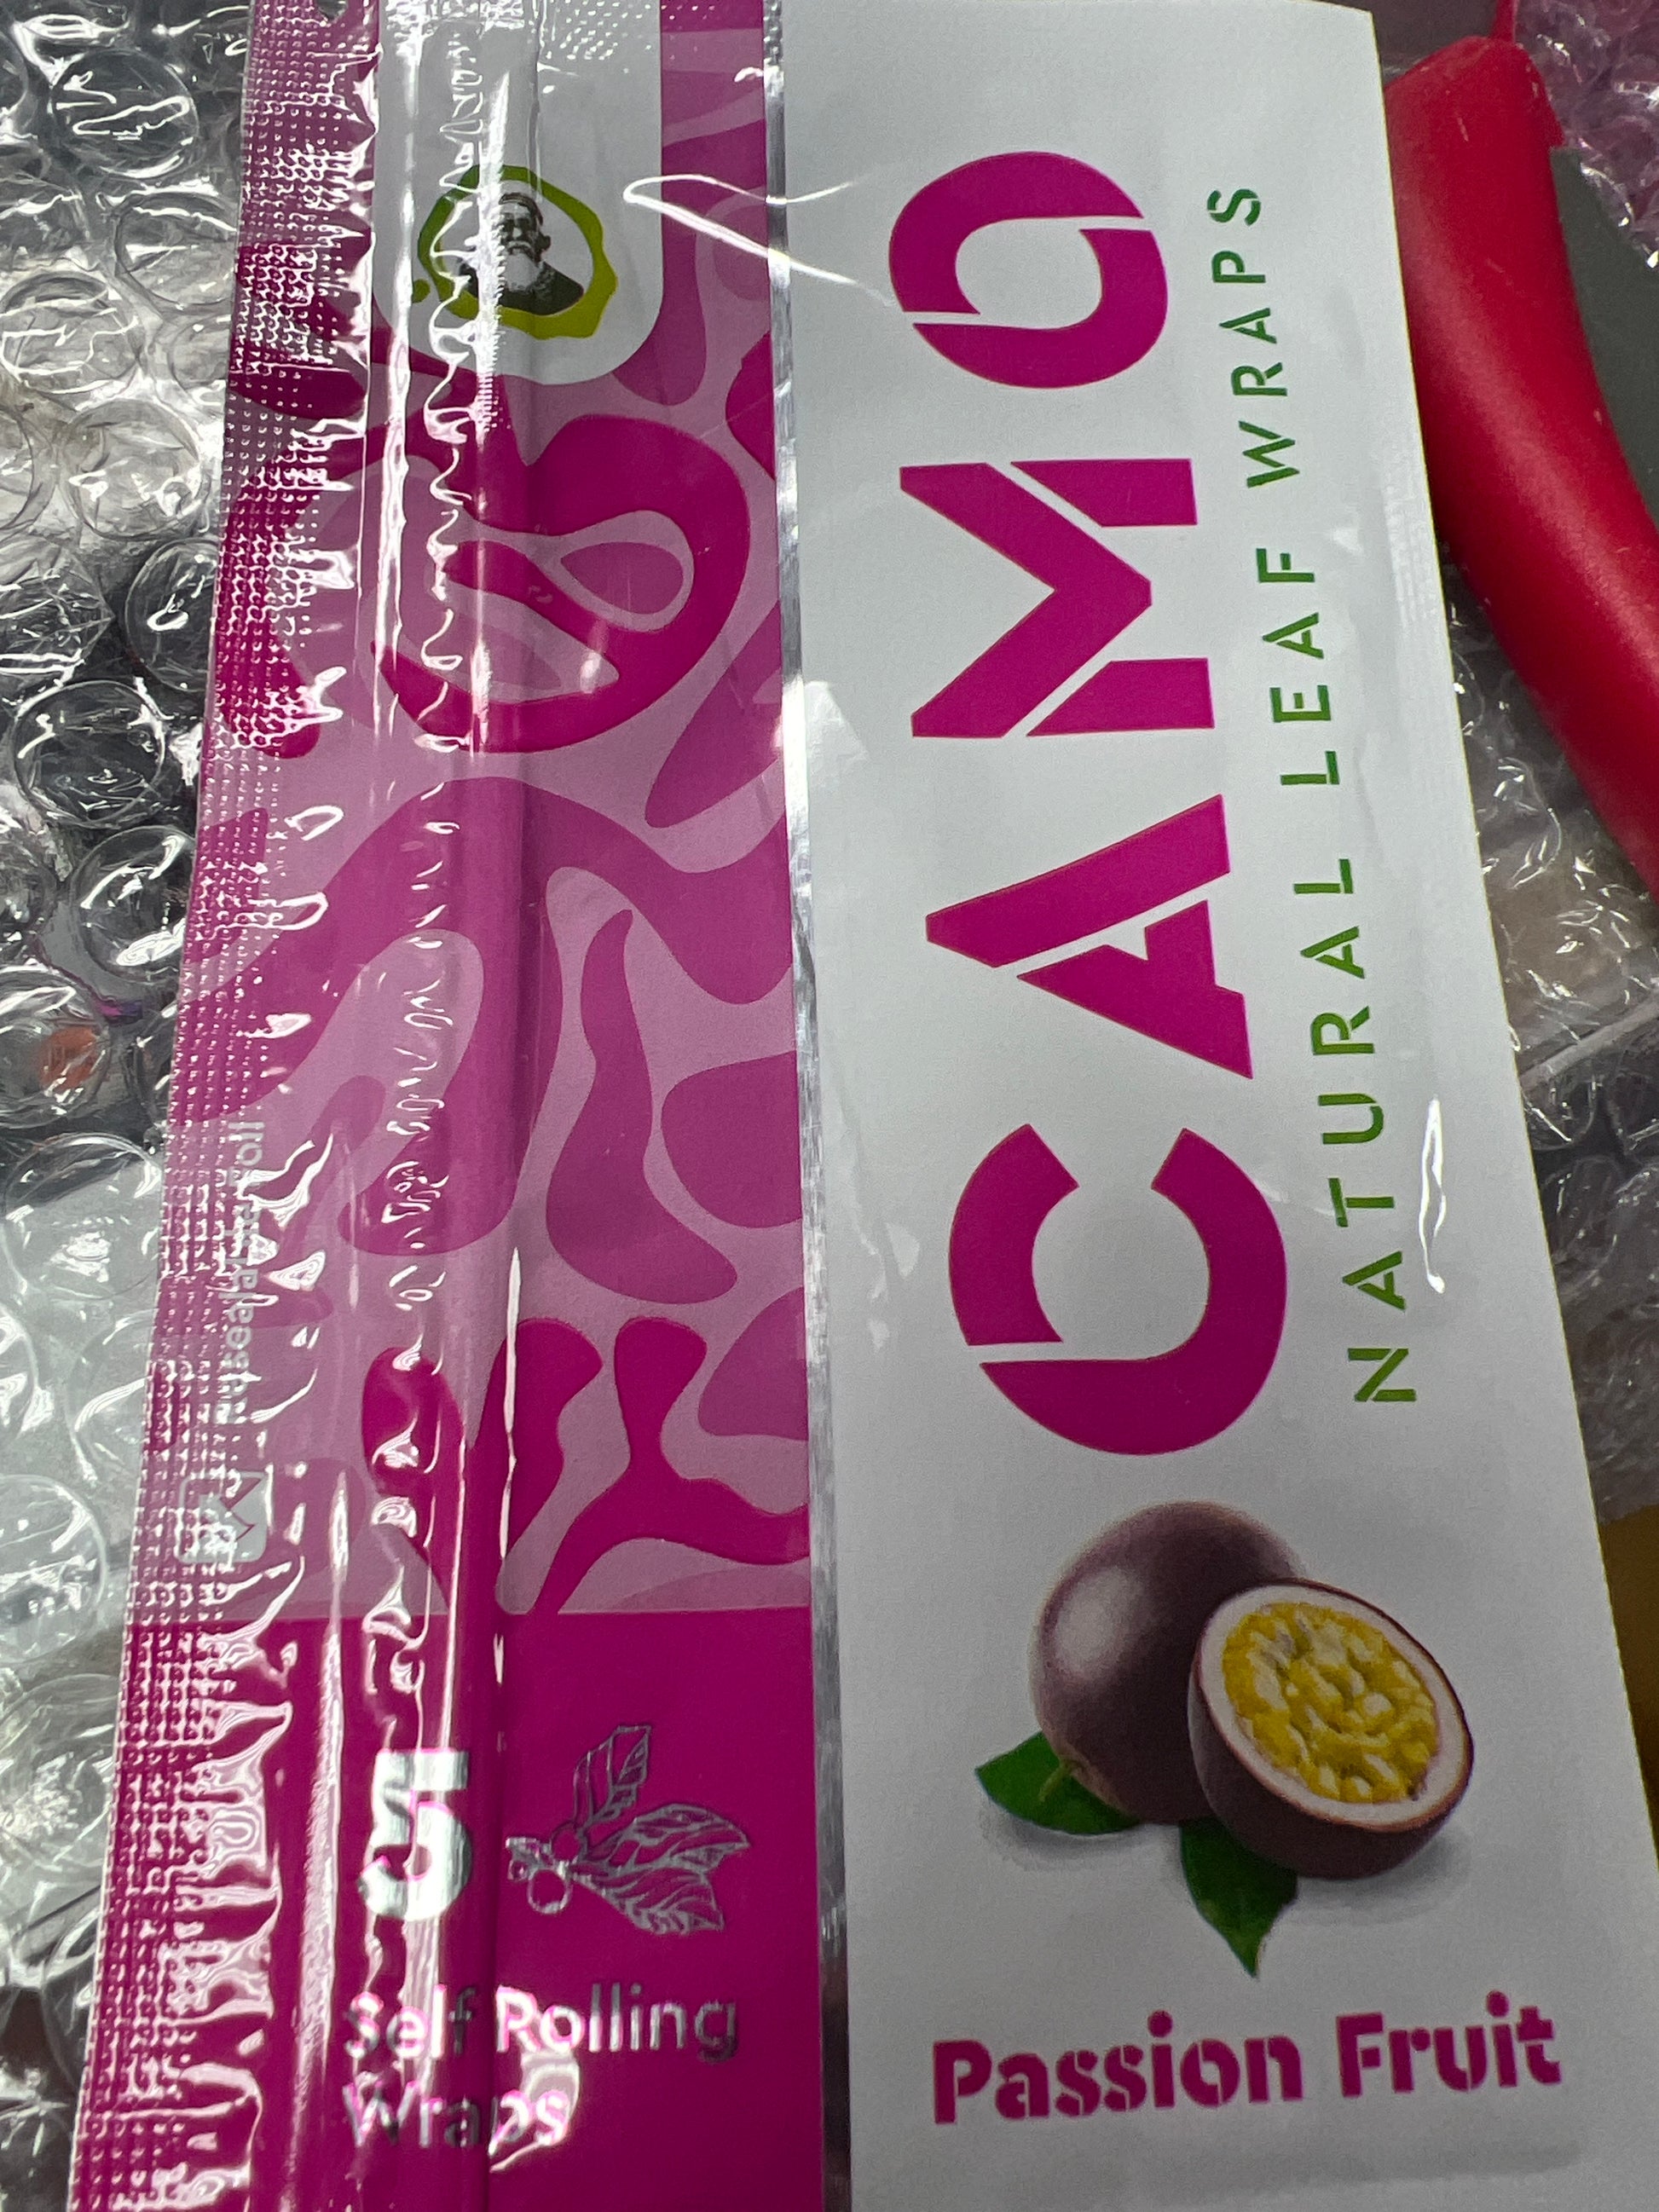 CAMO
NATURAL LEAF WRAPS
Passion Fruit
5
Self Rolling
Wraps